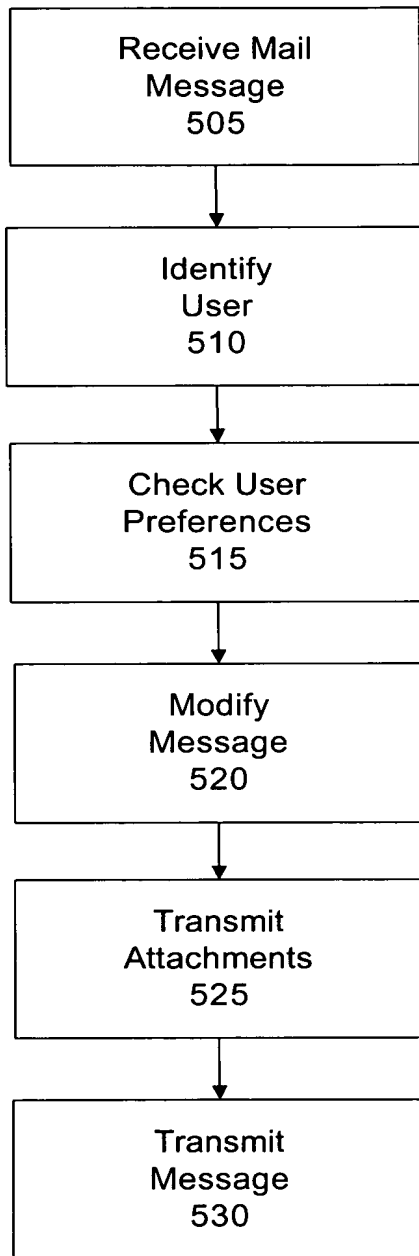 Receive Mail
Message
505
Identify
User
510
Check User
Preferences
515
Modify
Message
520
Transmit
Attachments
525
Transmit
Message
530